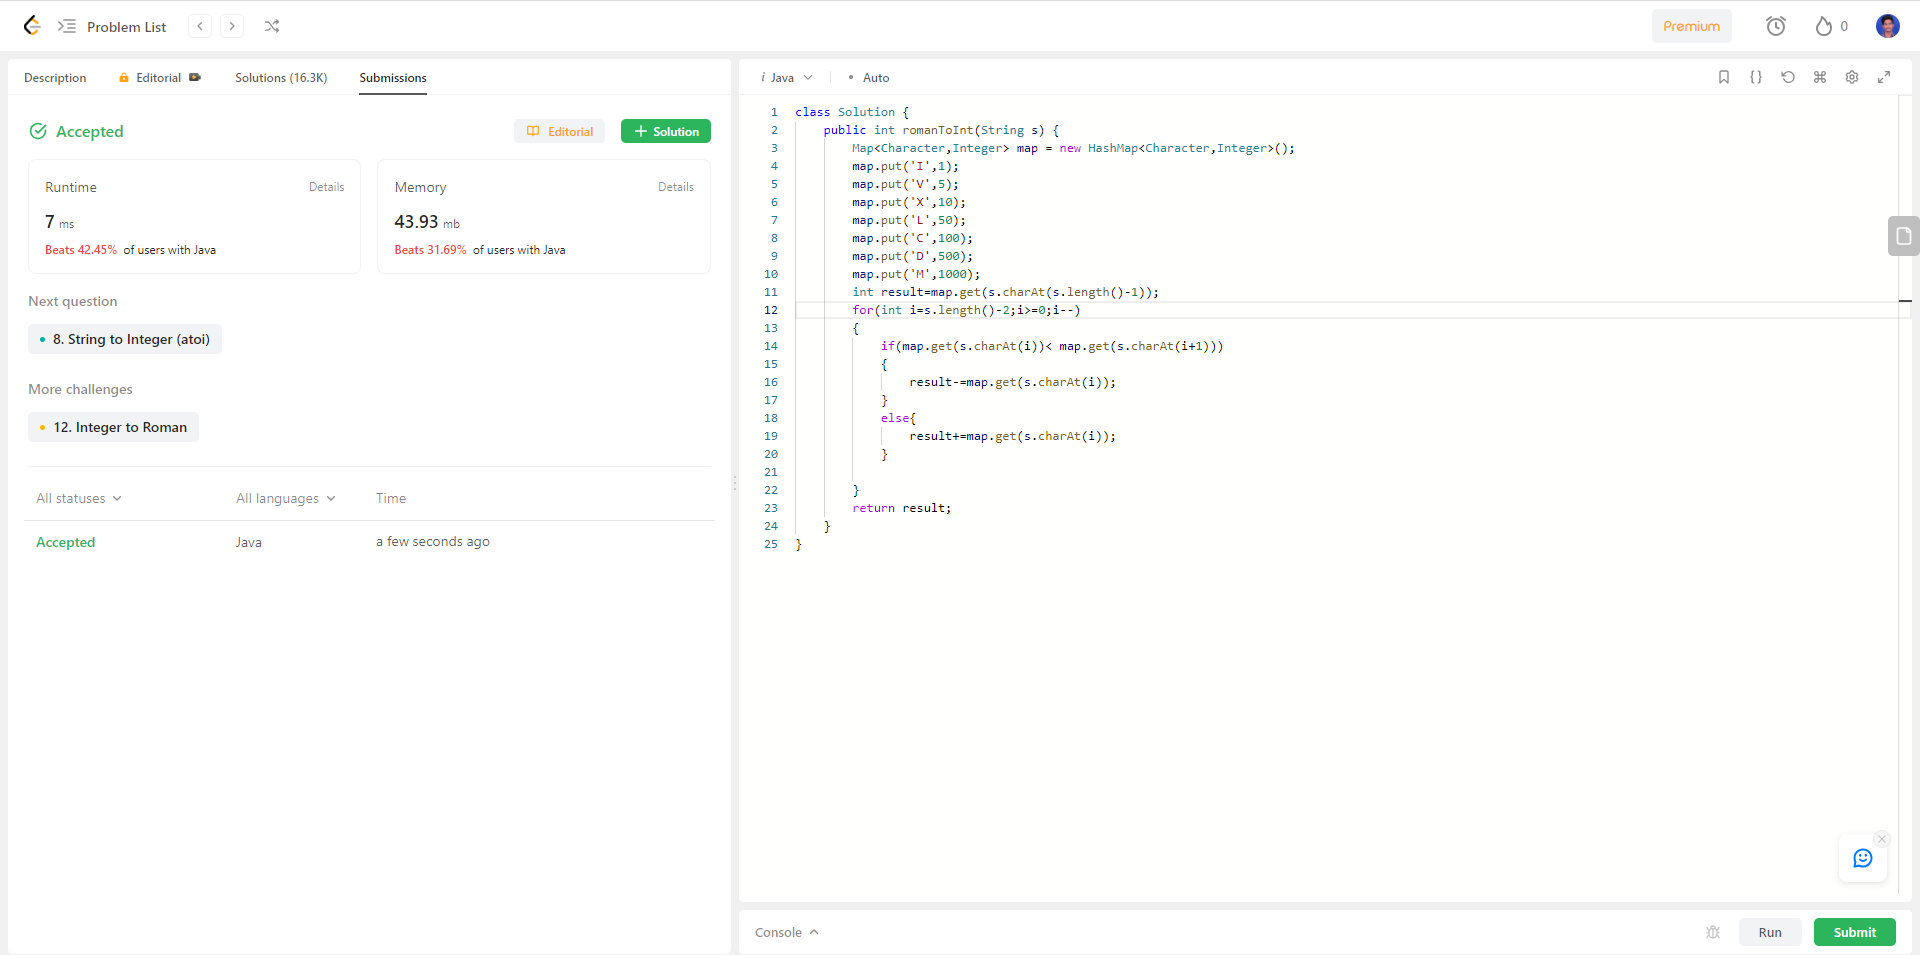 Problem List
Premium
0
Description
Editorial
Solutions (16.3K)
Submissions
Accepted
Editorial
Solution
Runtime
Details
7 ms
Beats 42.45% of users with Java
Memory
Details
43.93 mb
Beats 31.69% of users with Java
Next question
8. String to Integer (atoi)
More challenges
12. Integer to Roman
All statuses
All languages
Time
Accepted
Java
a few seconds ago
i Java
• Auto
1 class Solution {
2     public int romanToInt(String s) {
3         Map<Character,Integer> map = new HashMap<Character,Integer>();
4         map.put('I',1);
5         map.put('V',5);
6         map.put('X',10);
7         map.put('L',50);
8         map.put('C',100);
9         map.put('D',500);
10         map.put('M',1000);
11         int result=map.get(s.charAt(s.length()-1));
12         for(int i=s.length()-2;i>=0;i--)
13         {
14             if(map.get(s.charAt(i))< map.get(s.charAt(i+1)))
15             {
16                 result-=map.get(s.charAt(i));
17             }
18             else{
19                 result+=map.get(s.charAt(i));
20             }
21
22         }
23         return result;
24     }
25 }
Console
Run
Submit